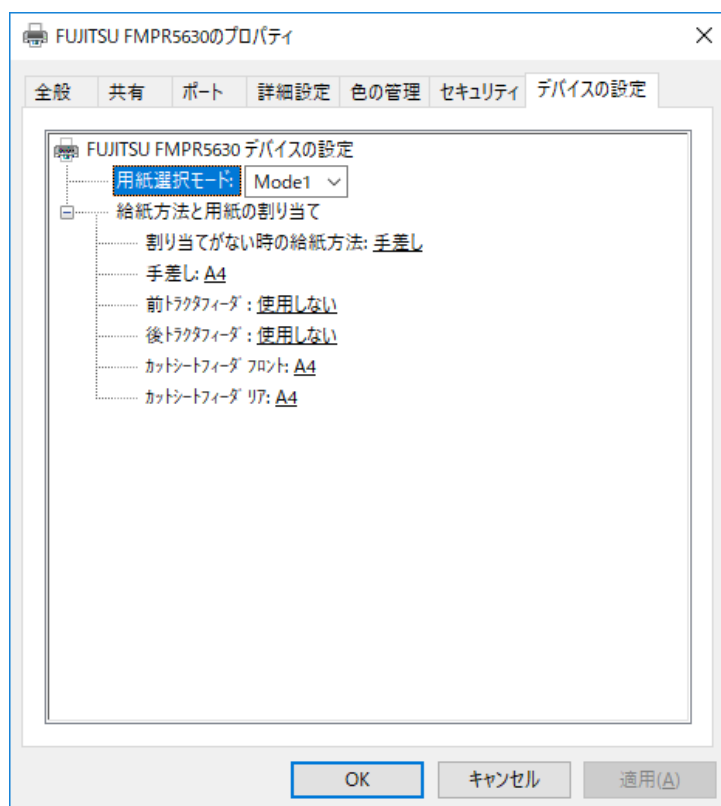 FUJITSU FMPR5630のプロパティ
全般 共有 ポート 詳細設定 色の管理 セキュリティ デバイスの設定
FUJITSU FMPR5630 デバイスの設定
用紙選択モード: Mode1
給紙方法と用紙の割り当て
割り当てがない時の給紙方法: 手差し
手差し: A4
前ﾄﾗｸﾀﾌｨｰﾀﾞ: 使用しない
後ﾄﾗｸﾀﾌｨｰﾀﾞ: 使用しない
ｶｯﾄｼｰﾄﾌｨｰﾀﾞ ﾌﾛﾝﾄ: A4
ｶｯﾄｼｰﾄﾌｨｰﾀﾞ ﾘｱ: A4
OK キャンセル 適用(A)